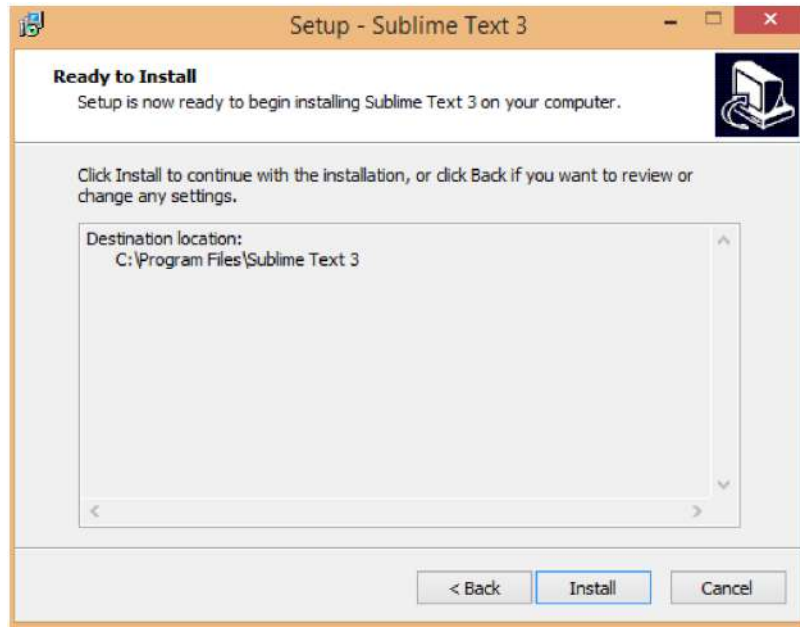 Setup - Sublime Text 3
Ready to Install
Setup is now ready to begin installing Sublime Text 3 on your computer.
Click Install to continue with the installation, or click Back if you want to review or
change any settings.
Destination location:
C:\Program Files\Sublime Text 3
< Back Install Cancel